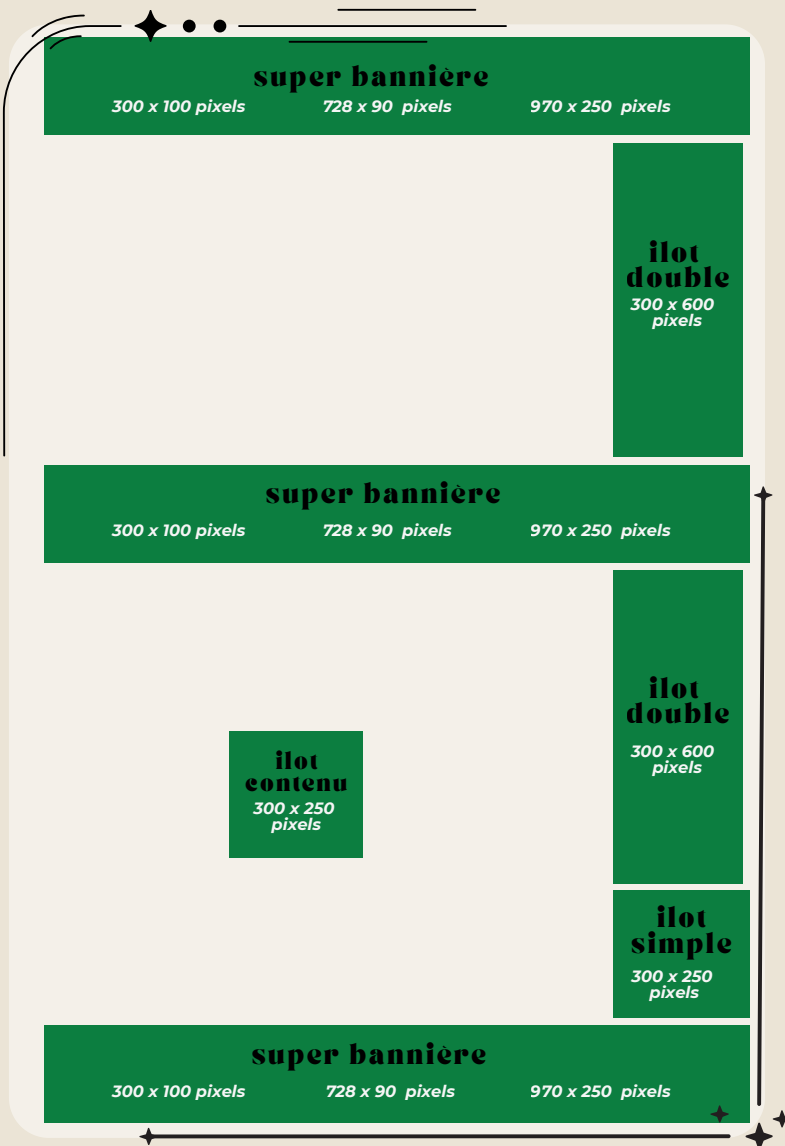 super bannière
300 x 100 pixels 728 x 90 pixels 970 x 250 pixels
ilot
double
300 x 600
pixels
super bannière
300 x 100 pixels 728 x 90 pixels 970 x 250 pixels
ilot
double
300 x 600
pixels
ilot
contenu
300 x 250
pixels
ilot
simple
300 x 250
pixels
super bannière
300 x 100 pixels 728 x 90 pixels 970 x 250 pixels